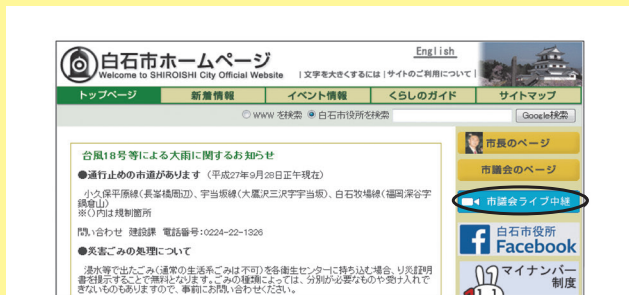 白石市ホームページ
Welcome to SHIROISHI City Official Website
English
|文字を大きくするには|サイトのご利用について|
トップページ 新着情報 イベント情報 くらしのガイド サイトマップ
WWW を検索 白石市役所を検索 Google検索
台風18号等による大雨に関するお知らせ
●通行止めの市道があります (平成27年9月28日正午現在)
小久保平原線(長峯橋周辺)、宇当坂線(大鷹沢三沢字宇当坂)、白石牧場線(福岡深谷字
鍋倉山)
※()内は規制箇所
問い合わせ 建設課 電話番号:0224-22-1326
●災害ごみの処理について
浸水等で出たごみ(通常の生活系ごみは不可)を各衛生センターに持ち込む場合、り災証明
書を提示することで無料となります。ごみの種類によっては、分別が必要なものや受け入れで
きないものもありますので、事前にお問い合わせください。
市長のページ
市議会のページ
市議会ライブ中継
白石市役所
Facebook
マイナンバー
制度